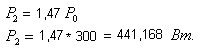 P₂ = 1,47 P₀
P₂ = 1,47 * 300 = 441,168 Вт.